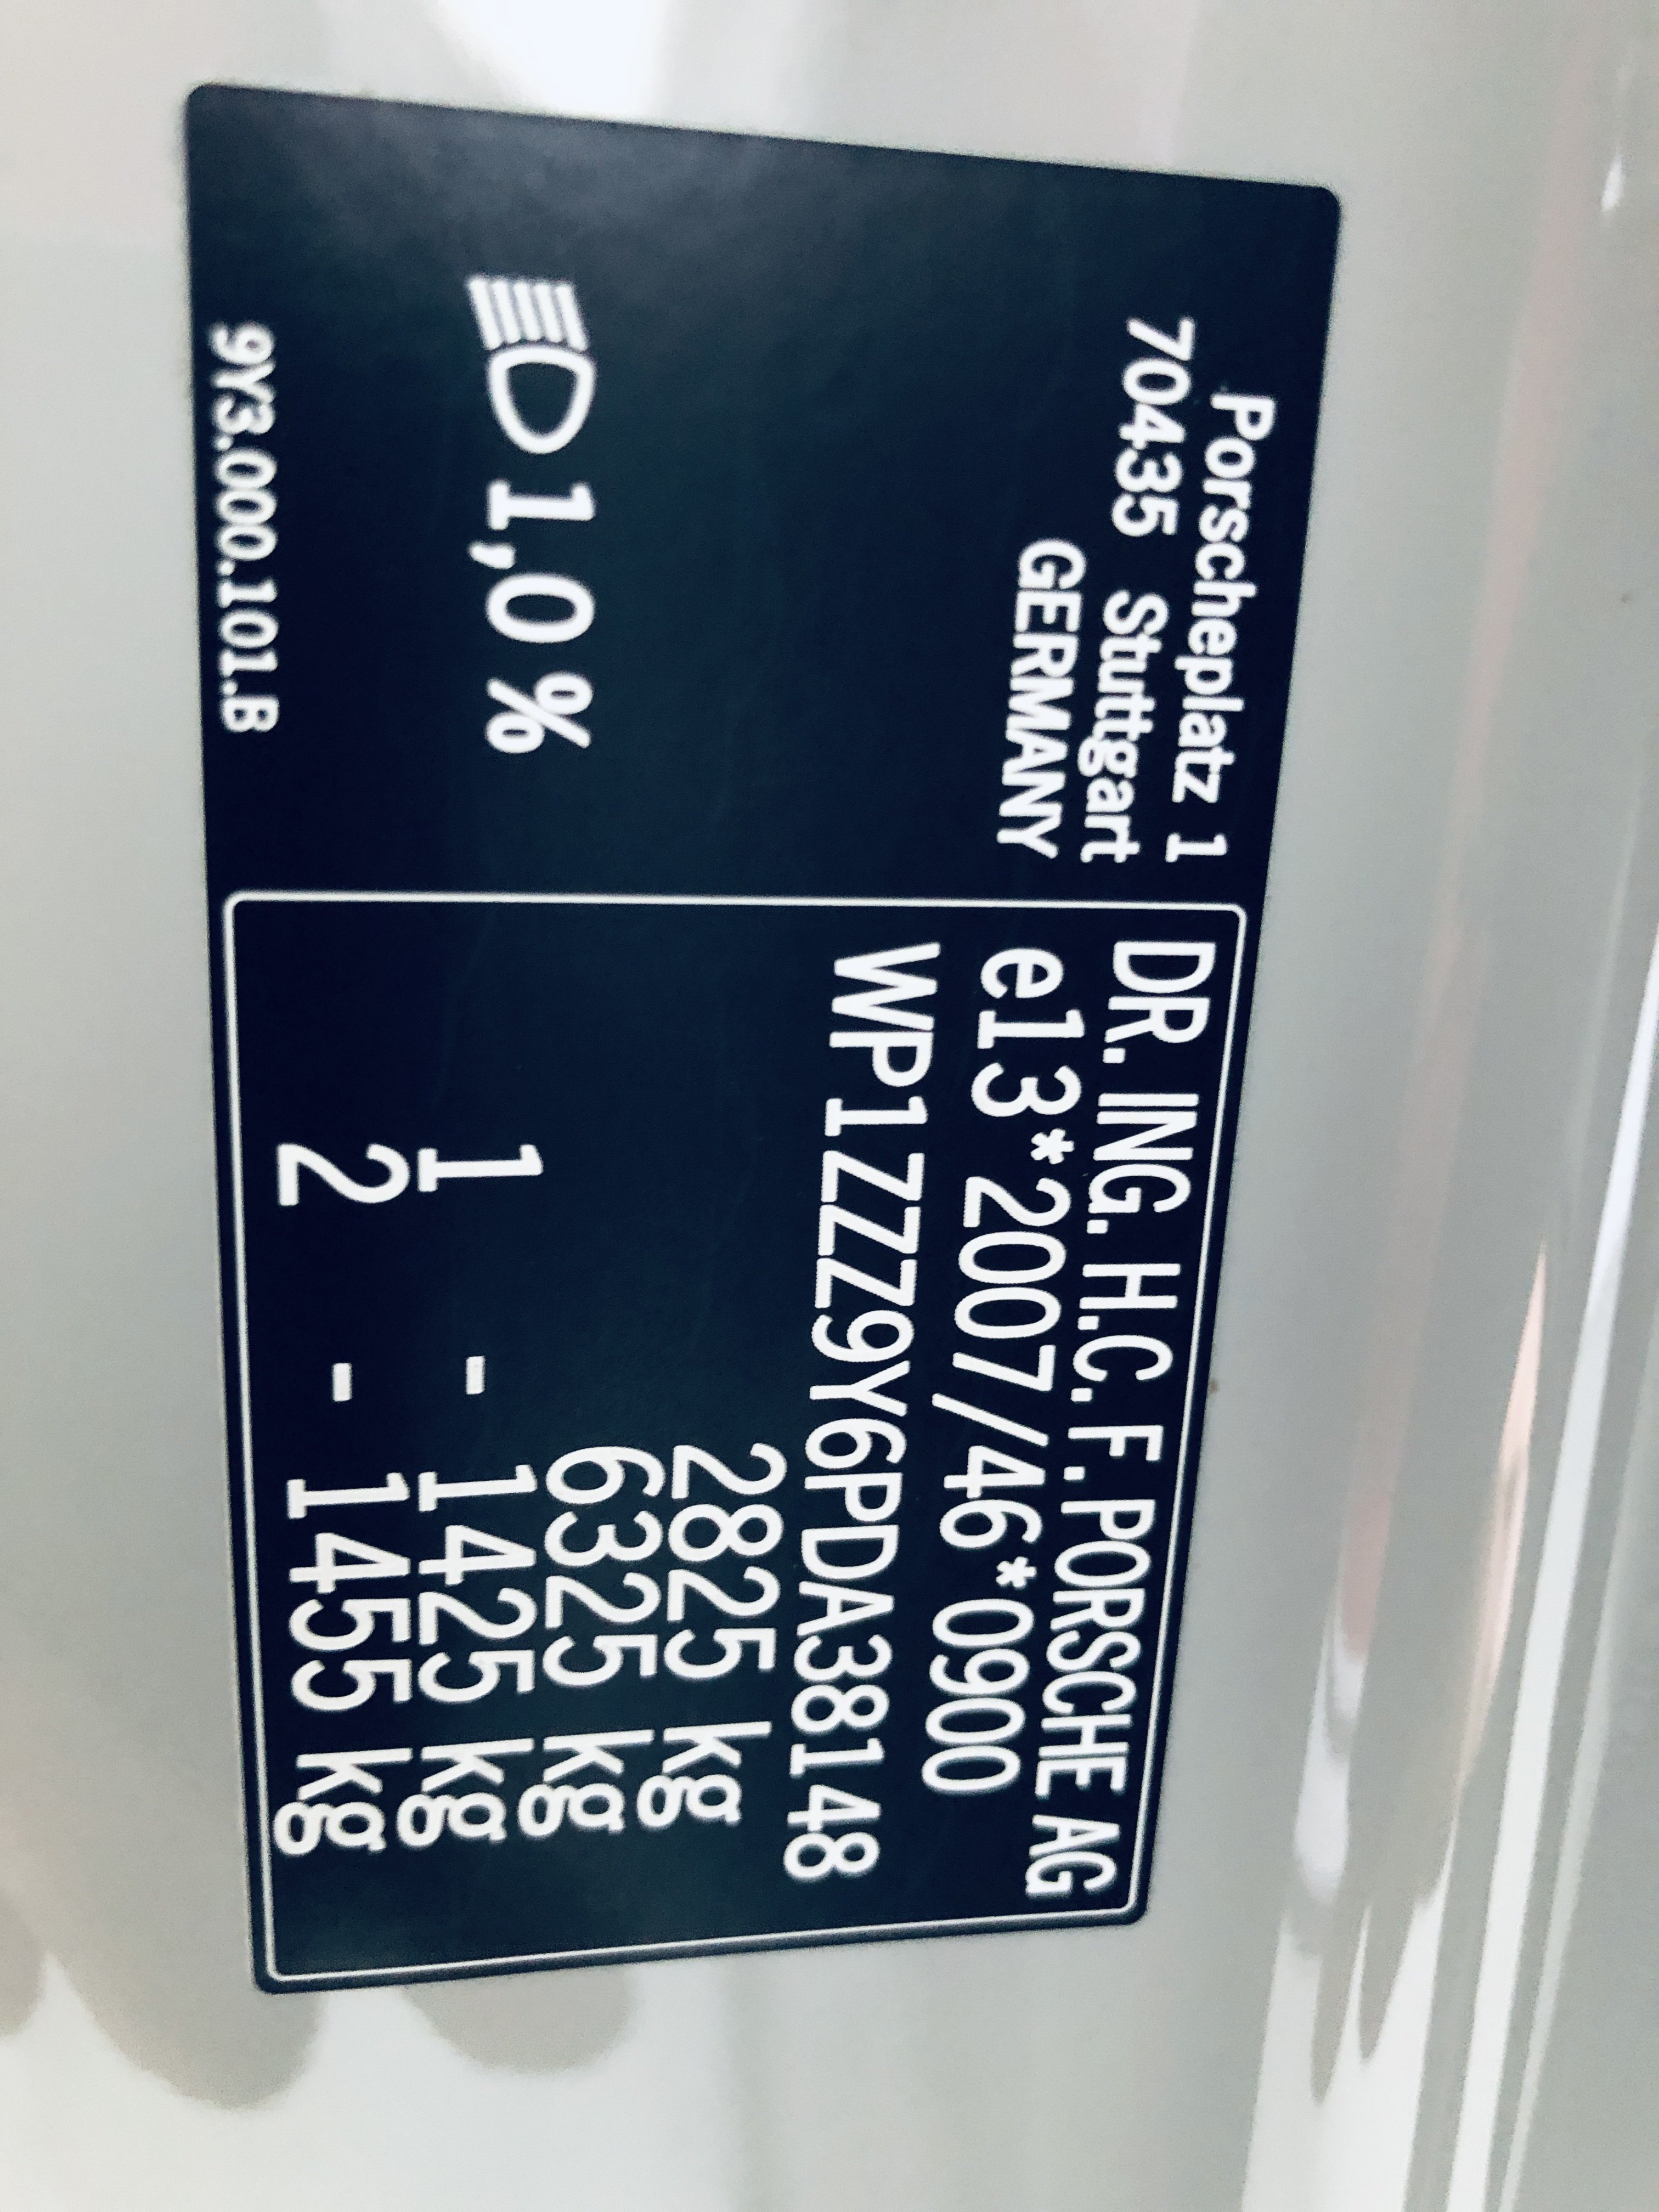 Porscheplatz 1
70435 Stuttgart
GERMANY
1,0 %
9Y3.000.101.B
DR. ING. H.C. F. PORSCHE AG
e13*2007/46*0900
WP1ZZZ9Y6PDA38148
2825 kg
6325 kg
1 - 1425 kg
2 - 1455 kg